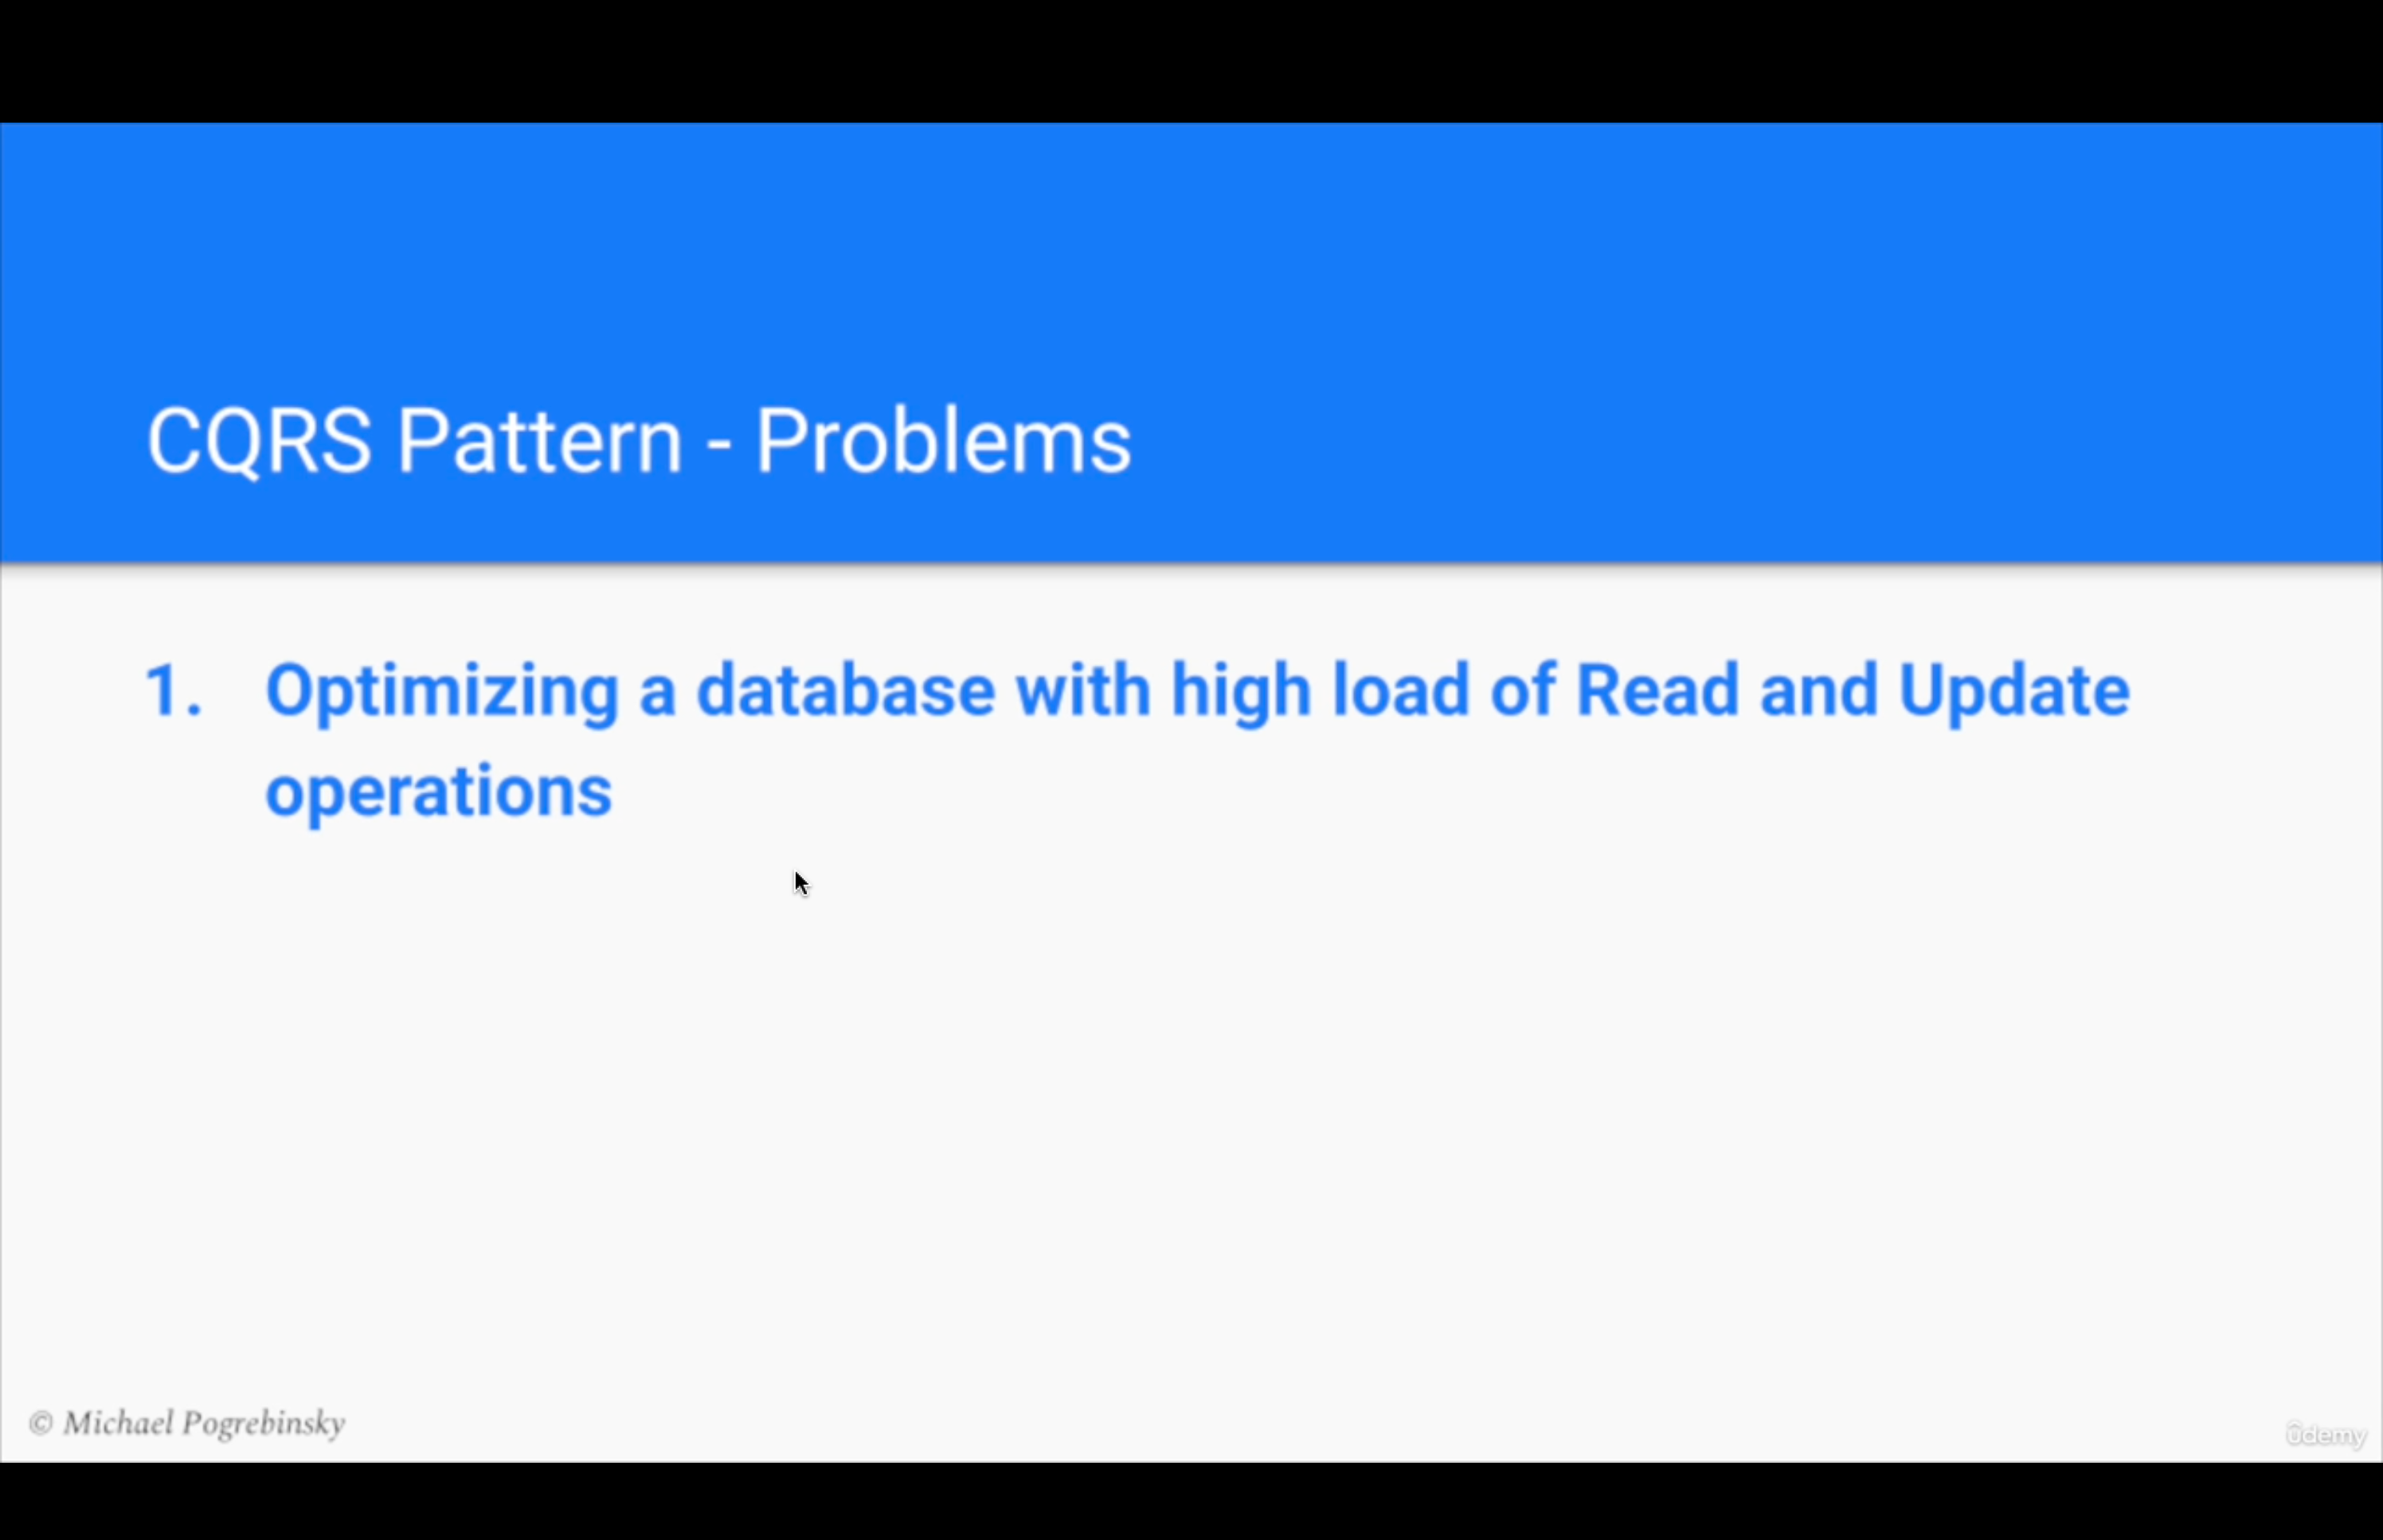 CQRS Pattern - Problems
1. Optimizing a database with high load of Read and Update
operations
© Michael Pogrebinsky
ûdemy